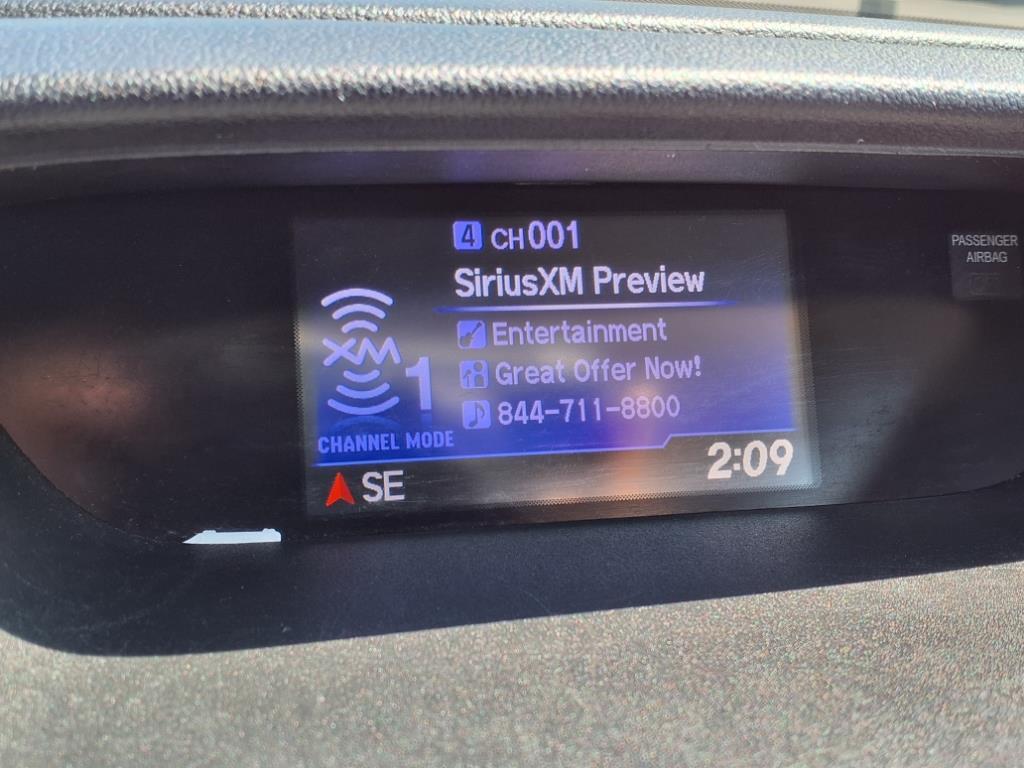 4 CH001
SiriusXM Preview
XM 1
Entertainment
Great Offer Now!
844-711-8800
CHANNEL MODE
SE
2:09
PASSENGER
AIRBAG